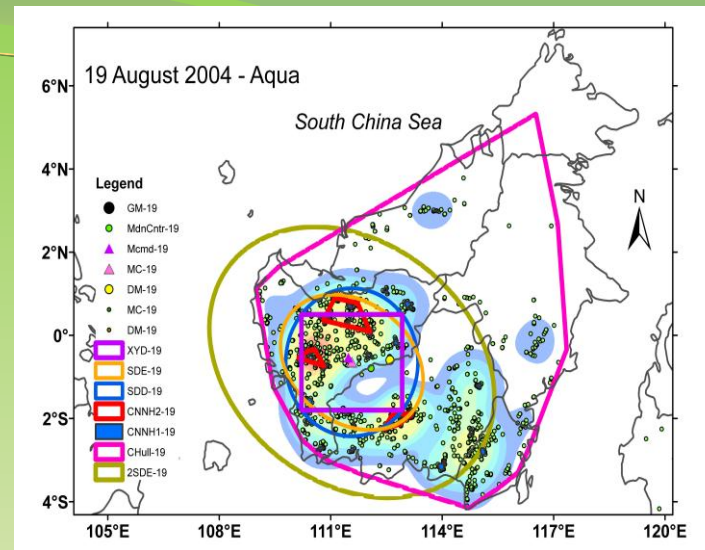 19 August 2004 - Aqua
South China Sea
6°N
4°N
2°N
0°
2°S
4°S
Legend
GM-19
MdnCntr-19
Mcmd-19
MC-19
DM-19
MC-19
DM-19
XYD-19
SDE-19
SDD-19
CNNH2-19
CNNH1-19
CHull-19
2SDE-19
N
105°E
108°E
111°E
114°E
117°E
120°E